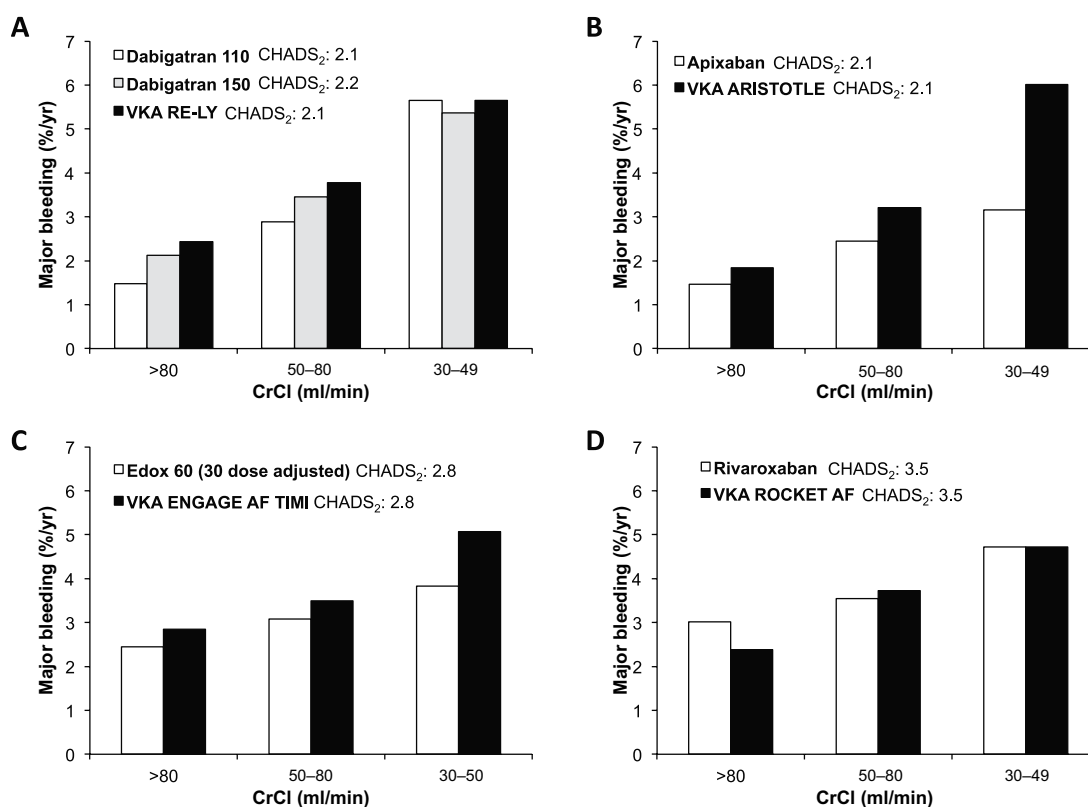 A
Major bleeding (%/yr)
7
6
5
4
3
2
1
0
Dabigatran 110 CHADS₂: 2.1
Dabigatran 150 CHADS₂: 2.2
VKA RE-LY CHADS₂: 2.1
>80 50–80 30–49
CrCl (ml/min)
B
Major bleeding (%/yr)
7
6
5
4
3
2
1
0
Apixaban CHADS₂: 2.1
VKA ARISTOTLE CHADS₂: 2.1
>80 50–80 30–49
CrCl (ml/min)
C
Major bleeding (%/yr)
7
6
5
4
3
2
1
0
Edox 60 (30 dose adjusted) CHADS₂: 2.8
VKA ENGAGE AF TIMI CHADS₂: 2.8
>80 50–80 30–50
CrCl (ml/min)
D
Major bleeding (%/yr)
7
6
5
4
3
2
1
0
Rivaroxaban CHADS₂: 3.5
VKA ROCKET AF CHADS₂: 3.5
>80 50–80 30–49
CrCl (ml/min)